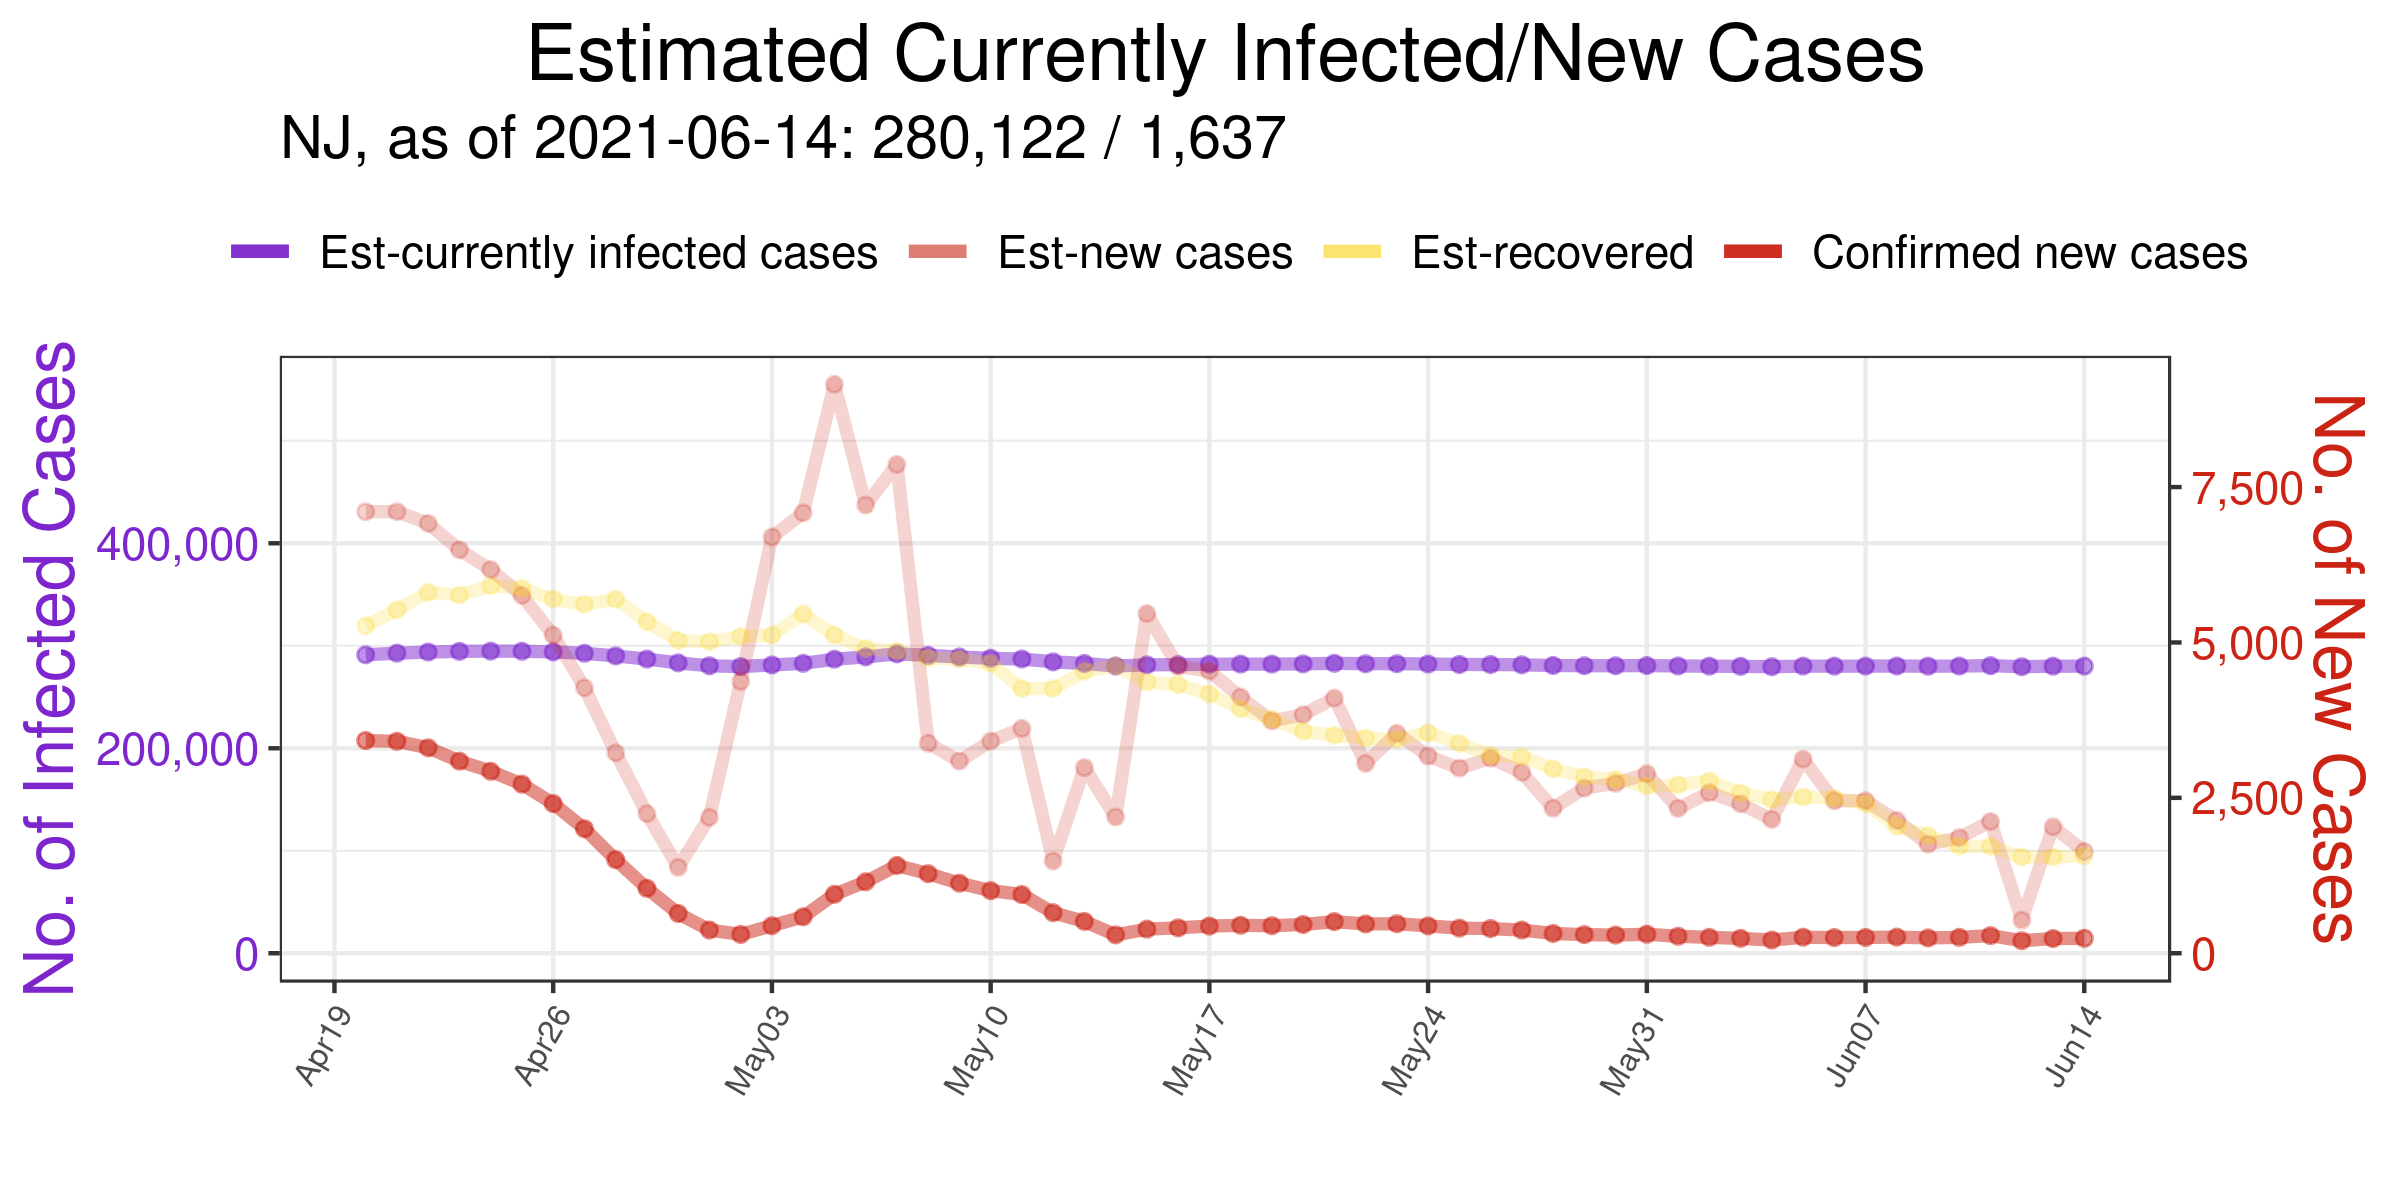 Estimated Currently Infected/New Cases
NJ, as of 2021-06-14: 280,122 / 1,637
Est-currently infected cases Est-new cases Est-recovered Confirmed new cases
No. of Infected Cases
400,000
200,000
0
7,500
5,000
2,500
0
No. of New Cases
Apr19 Apr26 May03 May10 May17 May24 May31 Jun07 Jun14